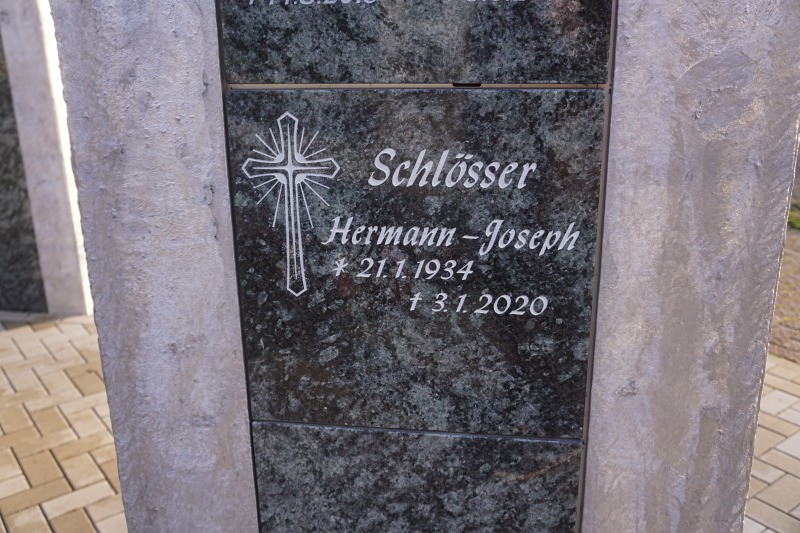 Schlösser
Hermann-Joseph
* 21.1.1934
† 3.1.2020